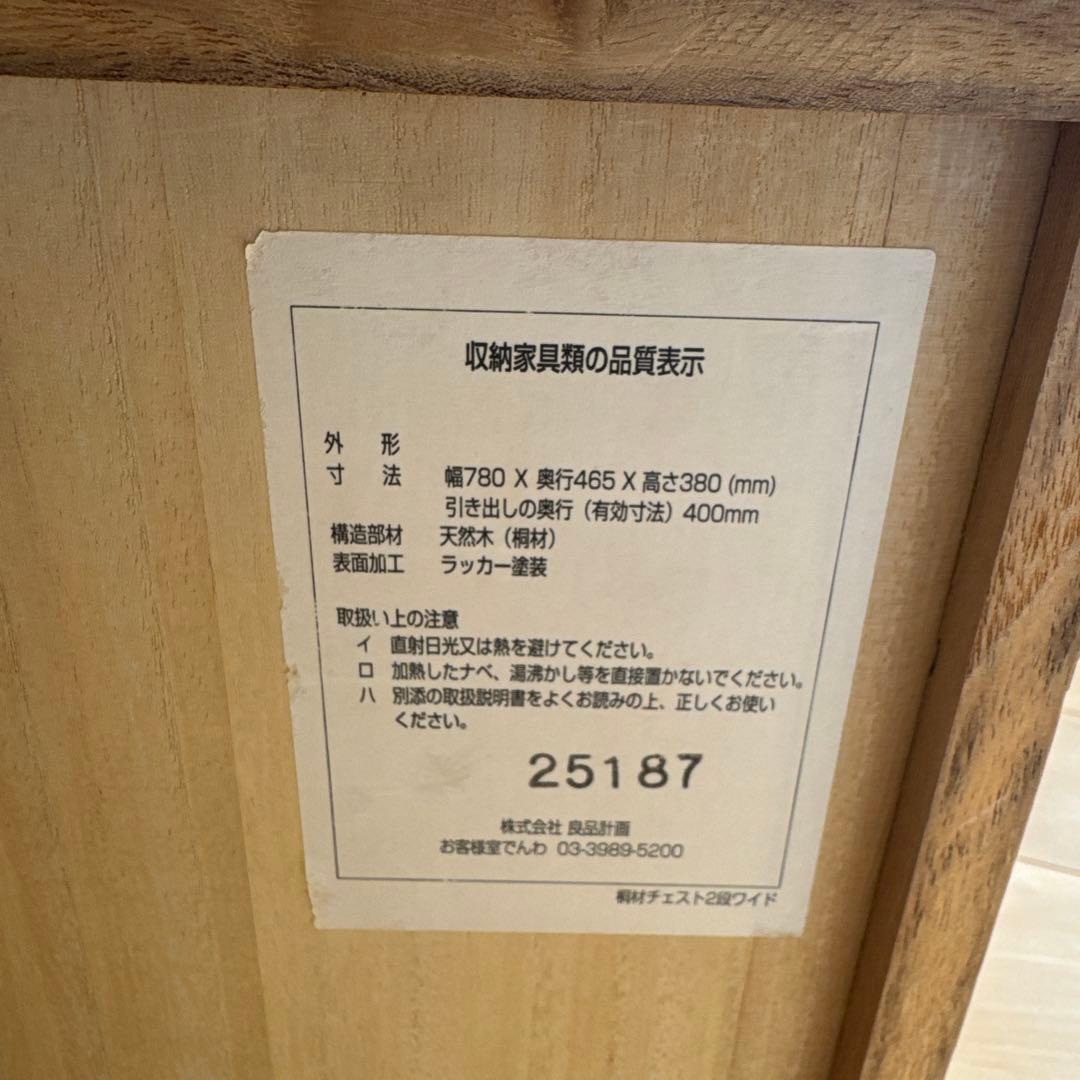 収納家具類の品質表示
外 形
寸 法 幅780 X 奥行465 X 高さ380 (mm)
引き出しの奥行（有効寸法）400mm
構造部材 天然木（桐材）
表面加工 ラッカー塗装
取扱い上の注意
イ 直射日光又は熱を避けてください。
ロ 加熱したナベ、湯沸かし等を直接置かないでください。
ハ 別添の取扱説明書をよくお読みの上、正しくお使い
ください。
25187
株式会社 良品計画
お客様室でんわ 03-3989-5200
桐材チェスト2段ワイド